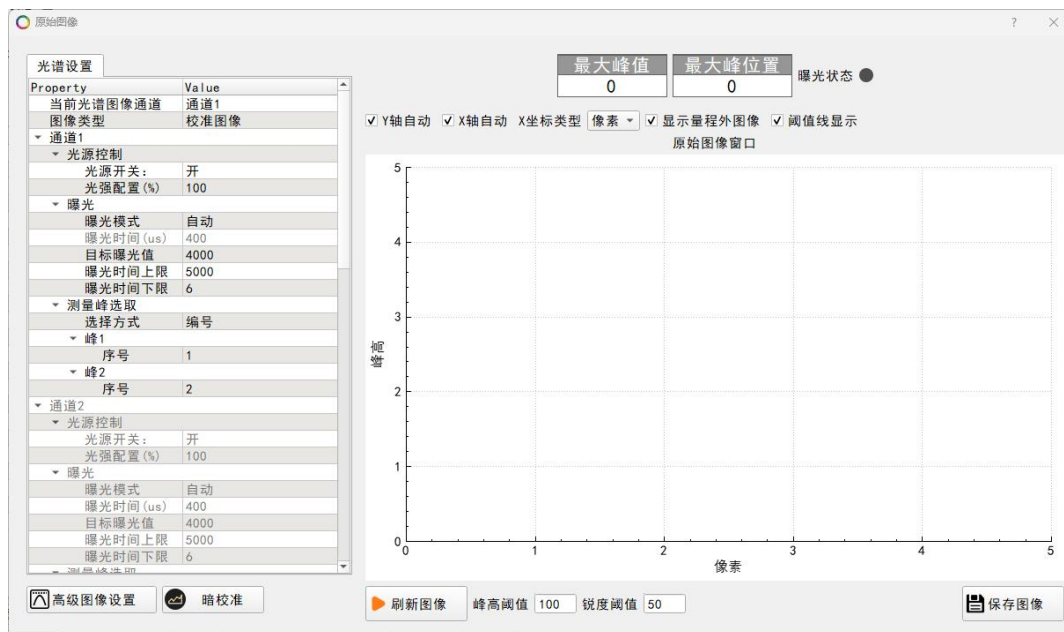 原始图像
光谱设置
Property Value
当前光谱图像通道 通道1
图像类型 校准图像
通道1
光源控制
光源开关： 开
光强配置(%) 100
曝光
曝光模式 自动
曝光时间(us) 400
目标曝光值 4000
曝光时间上限 5000
曝光时间下限 6
测量峰选取
选择方式 编号
峰1
序号 1
峰2
序号 2
通道2
光源控制
光源开关： 开
光强配置(%) 100
曝光
曝光模式 自动
曝光时间(us) 400
目标曝光值 4000
曝光时间上限 5000
曝光时间下限 6
测量峰选取
高级图像设置 暗校准
最大峰值 最大峰位置 曝光状态
0 0
Y轴自动 X轴自动 X坐标类型 像素 显示量程外图像 阈值线显示
原始图像窗口
5
4
3
2
1
0
峰高
0 1 2 3 4 5
像素
刷新图像 峰高阈值 100 锐度阈值 50 保存图像